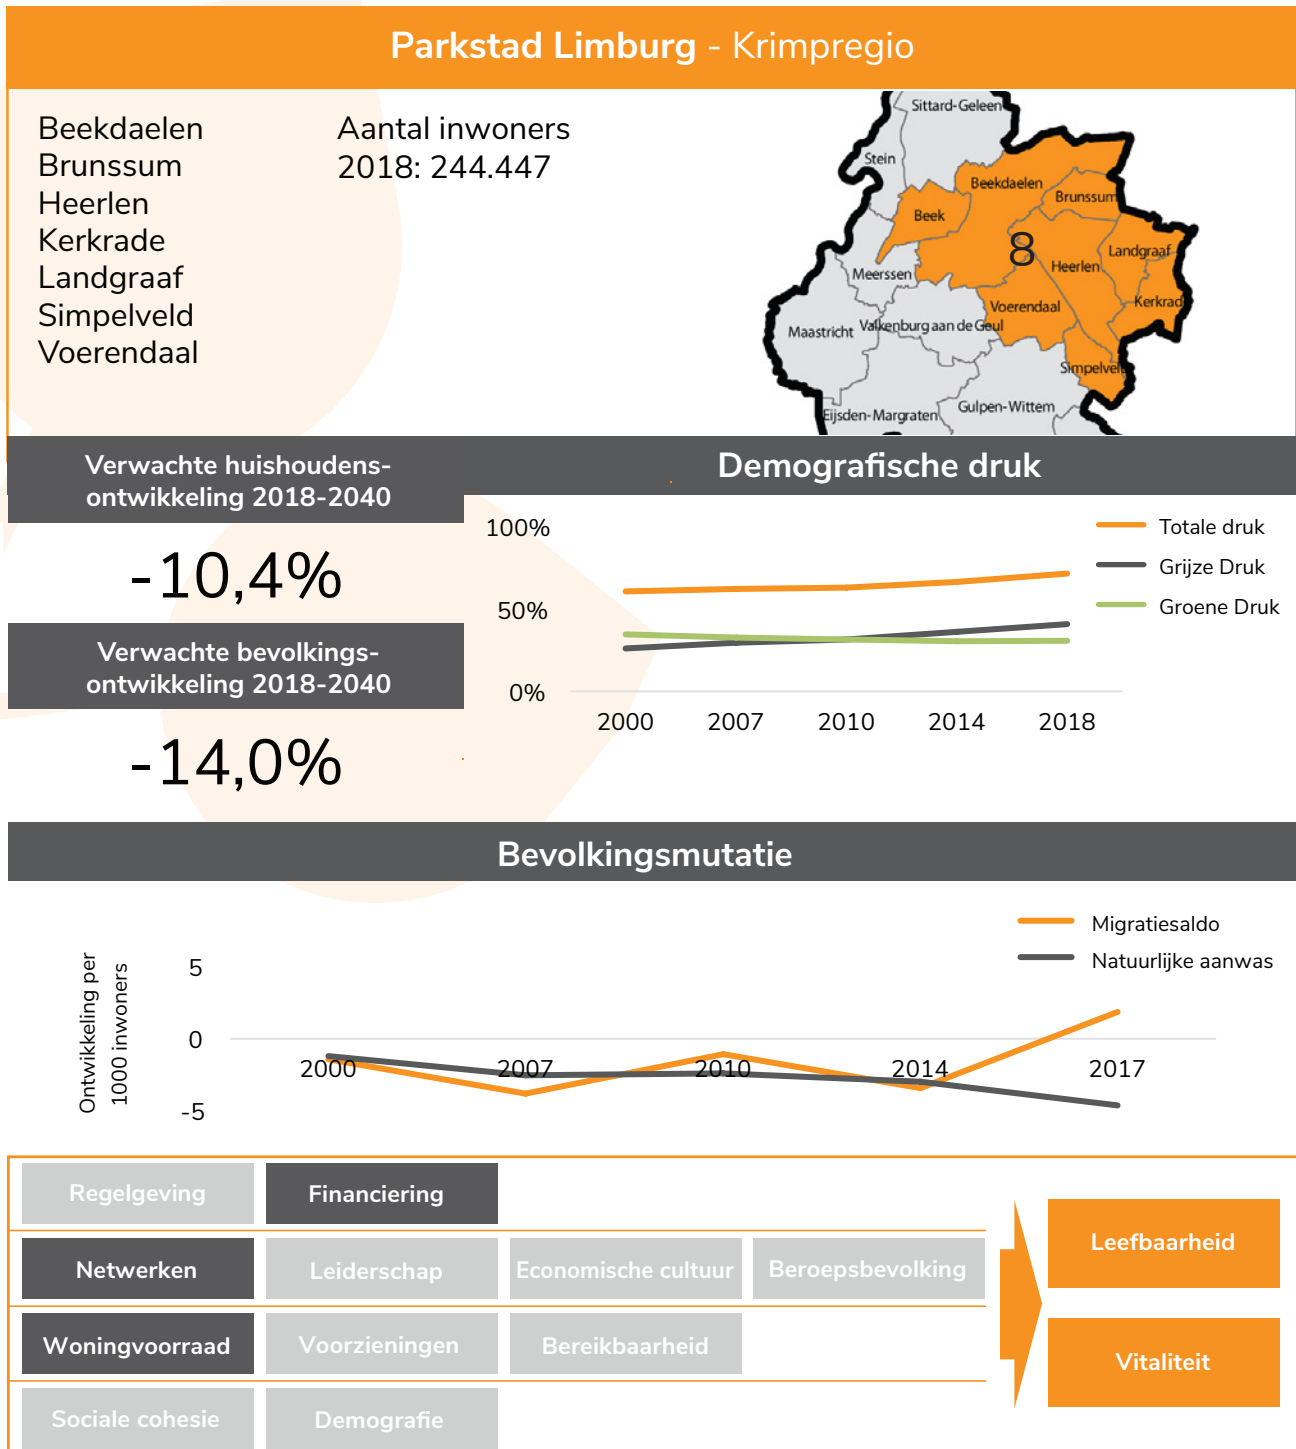 Parkstad Limburg - Krimpregio
Beekdaelen
Brunssum
Heerlen
Kerkrade
Landgraaf
Simpelveld
Voerendaal
Aantal inwoners
2018: 244.447
Sittard-Geleen
Stein
Beekdaelen
Brunssum
Beek
8
Landgraaf
Heerlen
Meerssen
Voerendaal
Kerkrad
Maastricht
Valkenburg aan de Geul
Simpelvel
Eijsden-Margraten
Gulpen-Wittem
Verwachte huishoudens-
ontwikkeling 2018-2040
-10,4%
Verwachte bevolkings-
ontwikkeling 2018-2040
-14,0%
Demografische druk
100%
50%
0%
2000 2007 2010 2014 2018
Totale druk
Grijze Druk
Groene Druk
Bevolkingsmutatie
Ontwikkeling per
1000 inwoners
5
0
-5
2000 2007 2010 2014 2017
Migratiesaldo
Natuurlijke aanwas
Regelgeving Financiering
Netwerken Leiderschap Economische cultuur Beroepsbevolking
Woningvoorraad Voorzieningen Bereikbaarheid
Sociale cohesie Demografie
Leefbaarheid
Vitaliteit